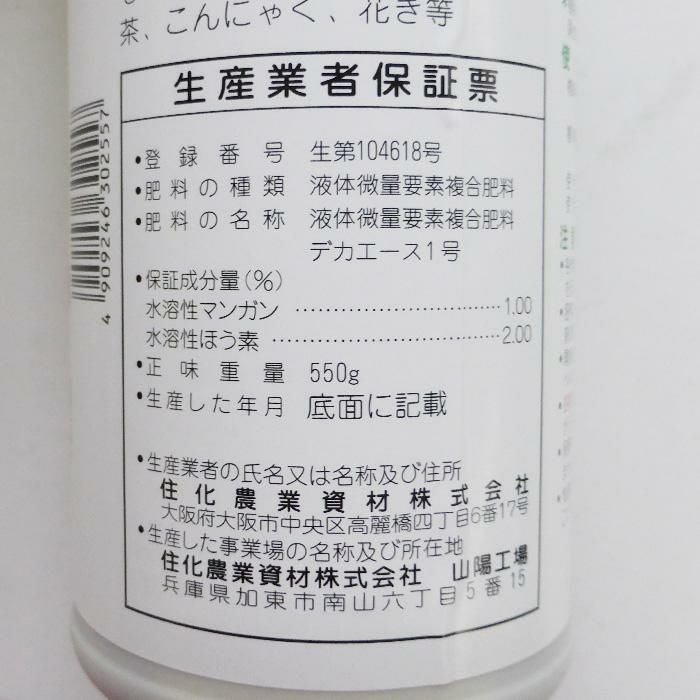 茶、こんにゃく、花き等
生産業者保証票
・登録番号 生第104618号
・肥料の種類 液体微量要素複合肥料
・肥料の名称 液体微量要素複合肥料
デカエース1号
・保証成分量(%)
水溶性マンガン ……………………………1.00
水溶性ほう素 ……………………………2.00
・正味重量 550g
・生産した年月 底面に記載
・生産業者の氏名又は名称及び住所
住化農業資材株式会社
大阪府大阪市中央区高麗橋四丁目6番17号
・生産した事業場の名称及び所在地
住化農業資材株式会社 山陽工場
兵庫県加東市南山六丁目5番15
4909246302557